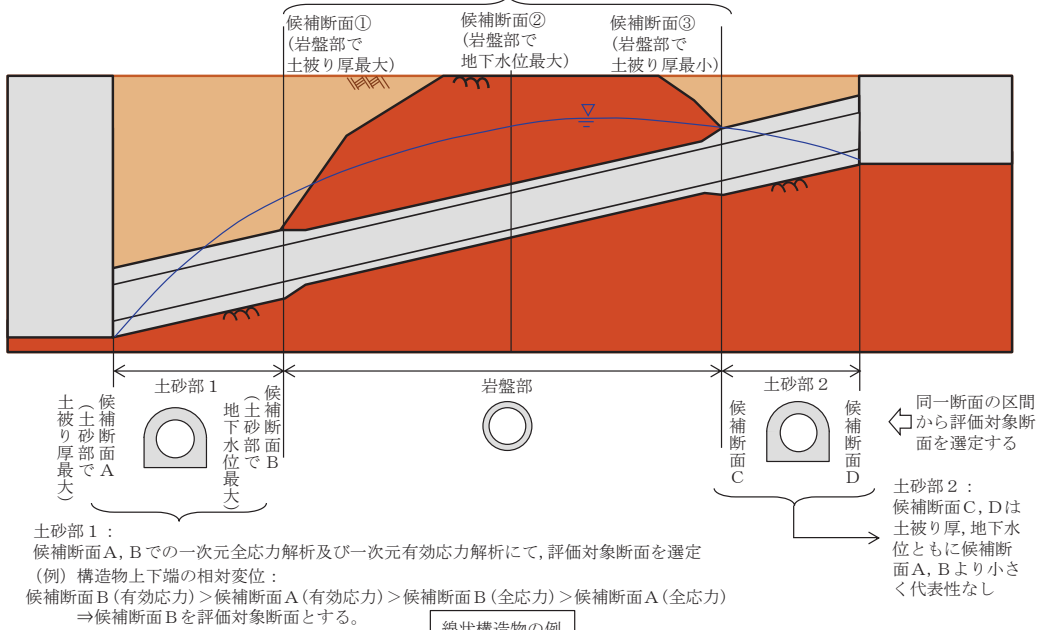 候補断面①
(岩盤部で
土被り厚最大)
候補断面②
(岩盤部で
地下水位最大)
候補断面③
(岩盤部で
土被り厚最小)
土砂部1
岩盤部
土砂部2
候補断面A
(土砂部で
土被り厚最大)
候補断面B
(土砂部で
地下水位最大)
候補断面C
候補断面D
同一断面の区間
から評価対象断
面を選定する
土砂部1:
候補断面A, Bでの一次元全応力解析及び一次元有効応力解析にて, 評価対象断面を選定
(例) 構造物上下端の相対変位:
候補断面B(有効応力)>候補断面A(有効応力)>候補断面B(全応力)>候補断面A(全応力)
⇒候補断面Bを評価対象断面とする。
土砂部2:
候補断面C, Dは
土被り厚, 地下水
位ともに候補断
面A, Bより小さ
く代表性なし
線状構造物の例